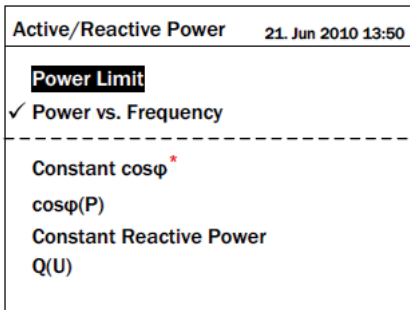 Active/Reactive Power 21. Jun 2010 13:50
Power Limit
✓ Power vs. Frequency
Constant cosφ*
cosφ(P)
Constant Reactive Power
Q(U)